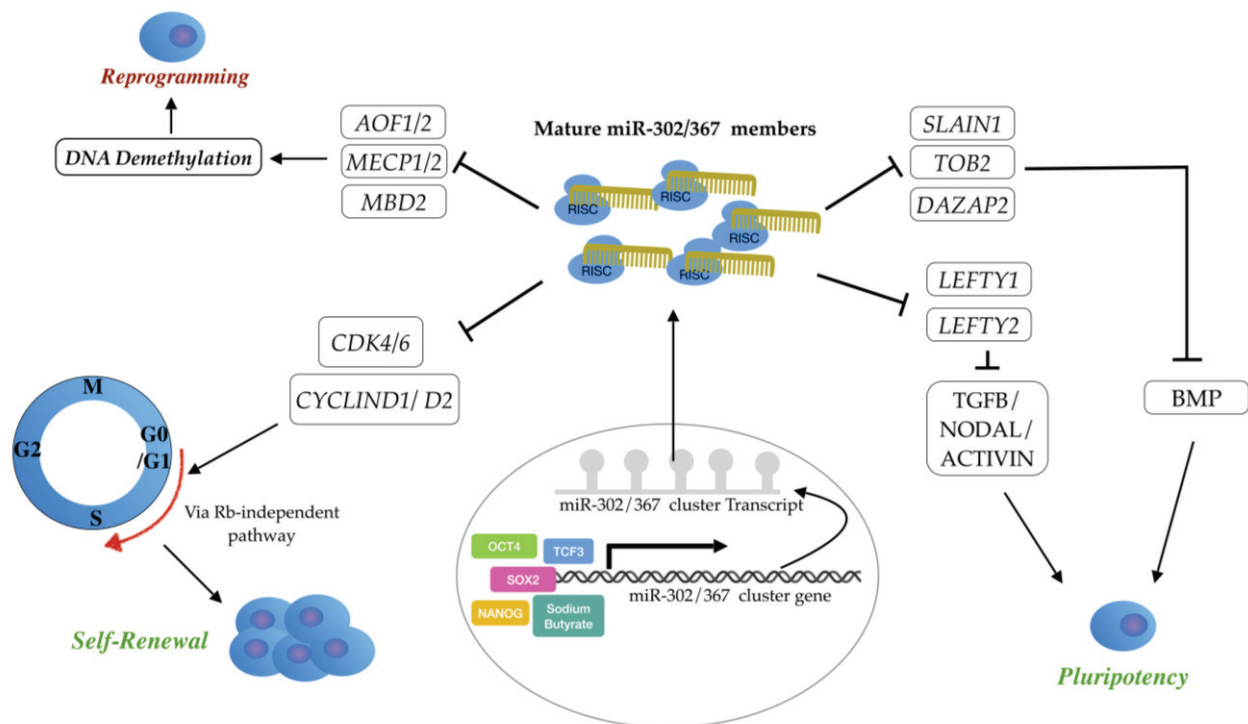 Reprogramming
DNA Demethylation
AOF1/2
MECP1/2
MBD2
Mature miR-302/367 members
RISC
RISC
RISC
RISC
RISC
SLAIN1
TOB2
DAZAP2
LEFTY1
LEFTY2
TGFB/
NODAL/
ACTIVIN
BMP
Pluripotency
CDK4/6
CYCLIND1/ D2
M
G2
G0
/G1
S
Via Rb-independent
pathway
Self-Renewal
miR-302/367 cluster Transcript
OCT4
TCF3
SOX2
NANOG
Sodium
Butyrate
miR-302/367 cluster gene